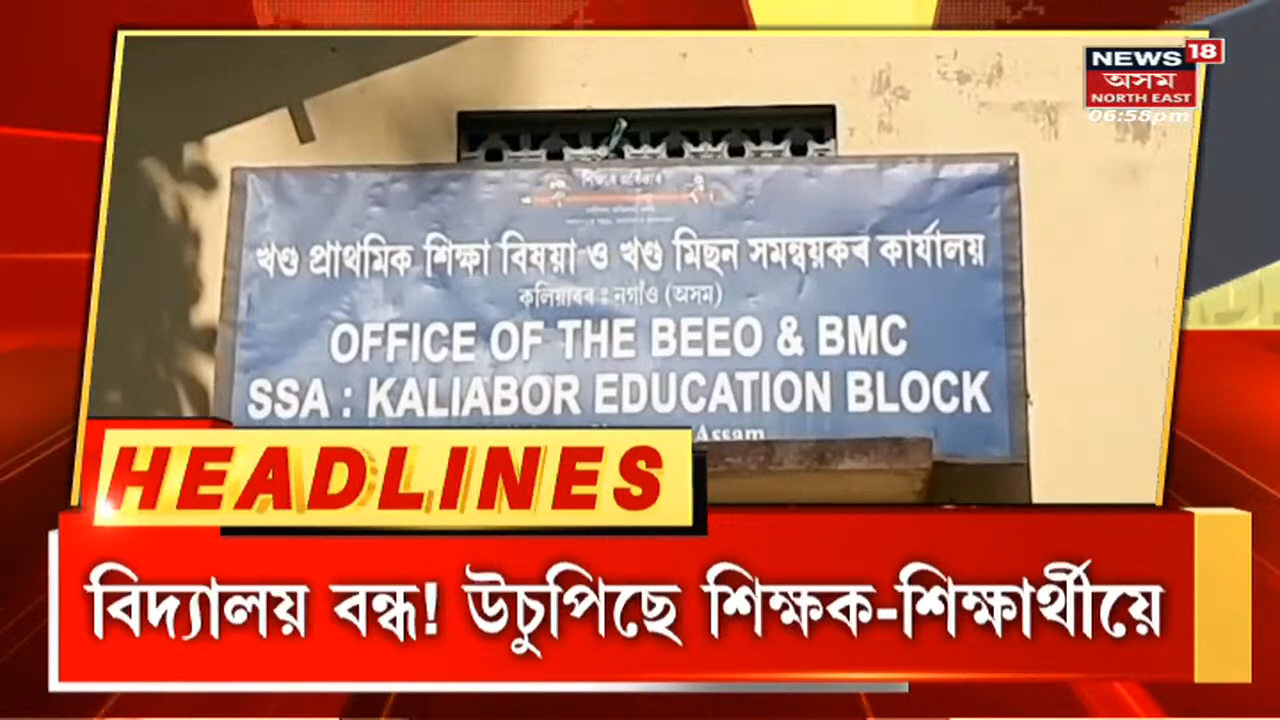 NEWS 18
অসম
NORTH EAST
06:58pm
শিক্ষাৰ অধিকাৰ
খণ্ড প্ৰাথমিক শিক্ষা বিষয়া ও খণ্ড মিছন সমন্বয়কৰ কাৰ্যালয়
কলিয়াবৰ : নগাঁও (অসম)
OFFICE OF THE BEEO & BMC
SSA : KALIABOR EDUCATION BLOCK
Assam
HEADLINES
বিদ্যালয় বন্ধ! উচুপিছে শিক্ষক-শিক্ষাৰ্থীয়ে